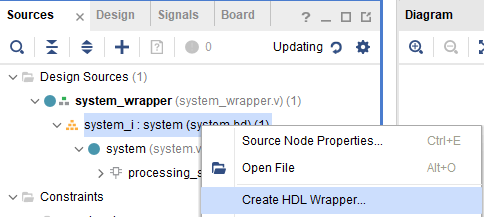 Sources × Design Signals Board
Diagram
0 Updating
Design Sources (1)
system_wrapper (system_wrapper.v) (1)
system_i : system (system.bd) (1)
system (system.v
processing_s
Constraints
Source Node Properties... Ctrl+E
Open File Alt+O
Create HDL Wrapper...